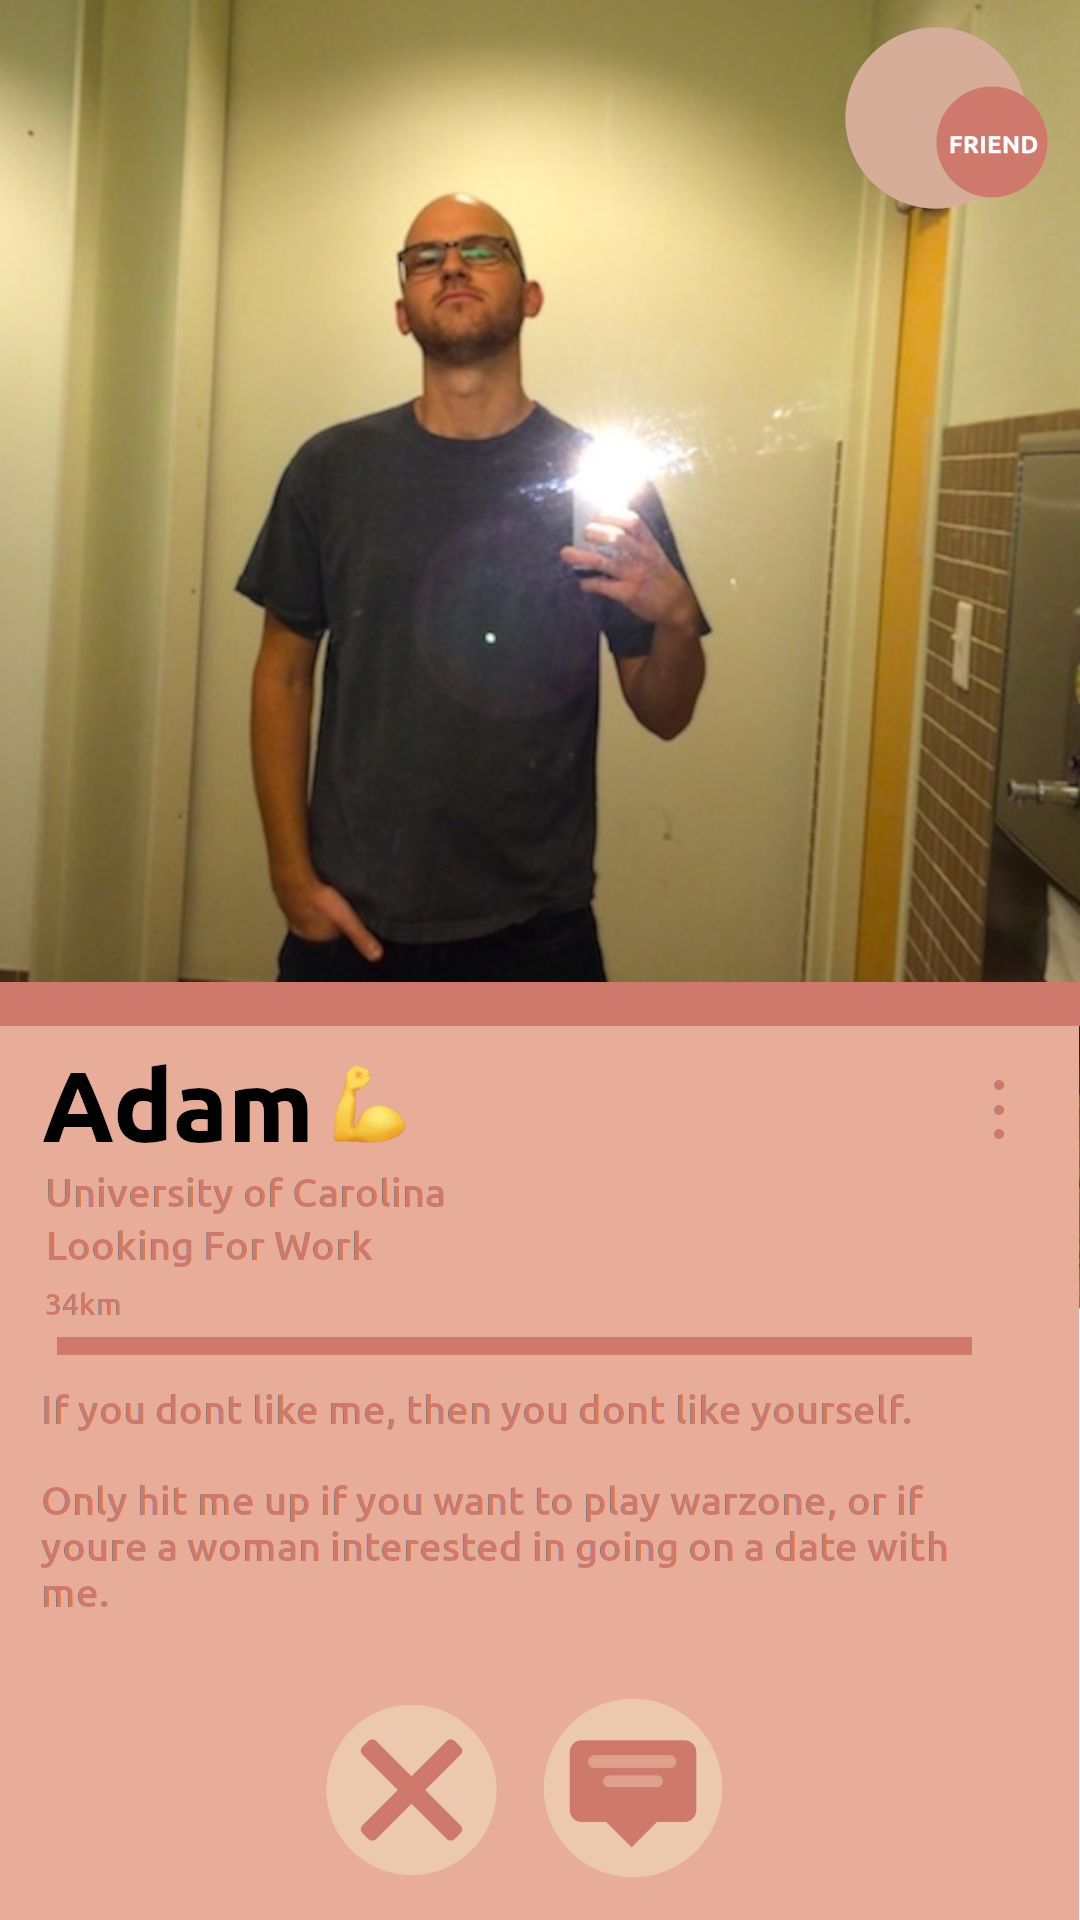 FRIEND
Adam 💪
University of Carolina
Looking For Work
34km
If you dont like me, then you dont like yourself.
Only hit me up if you want to play warzone, or if
youre a woman interested in going on a date with
me.